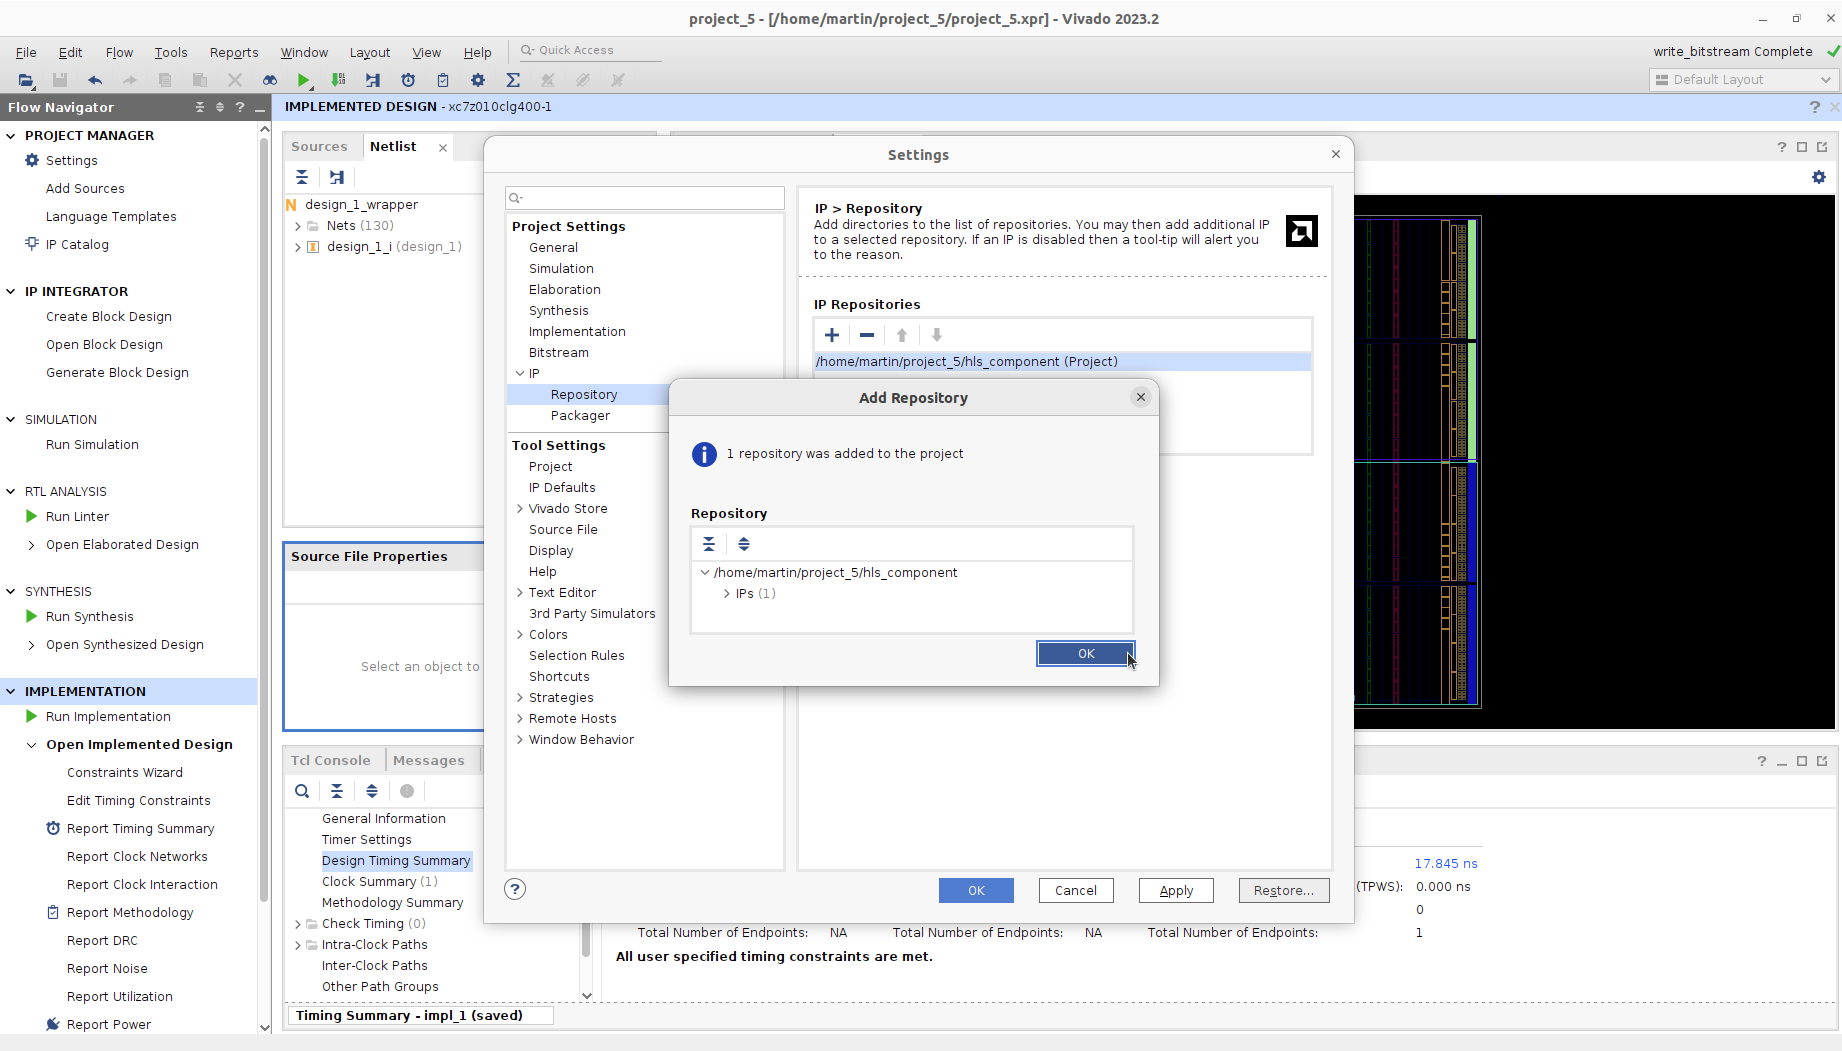 project_5 - [/home/martin/project_5/project_5.xpr] - Vivado 2023.2
File Edit Flow Tools Reports Window Layout View Help Quick Access
write_bitstream Complete
Default Layout
Flow Navigator
PROJECT MANAGER
Settings
Add Sources
Language Templates
IP Catalog
IP INTEGRATOR
Create Block Design
Open Block Design
Generate Block Design
SIMULATION
Run Simulation
RTL ANALYSIS
Run Linter
Open Elaborated Design
SYNTHESIS
Run Synthesis
Open Synthesized Design
IMPLEMENTATION
Run Implementation
Open Implemented Design
Constraints Wizard
Edit Timing Constraints
Report Timing Summary
Report Clock Networks
Report Clock Interaction
Report Methodology
Report DRC
Report Noise
Report Utilization
Report Power
IMPLEMENTED DESIGN - xc7z010clg400-1
Sources Netlist
N design_1_wrapper
Nets (130)
design_1_i (design_1)
Source File Properties
Select an object to
Tcl Console Messages
General Information
Timer Settings
Design Timing Summary
Clock Summary (1)
Methodology Summary
Check Timing (0)
Intra-Clock Paths
Inter-Clock Paths
Other Path Groups
Timing Summary - impl_1 (saved)
17.845 ns
(TPWS): 0.000 ns
0
Total Number of Endpoints: NA Total Number of Endpoints: NA Total Number of Endpoints: 1
All user specified timing constraints are met.
Settings
Project Settings
General
Simulation
Elaboration
Synthesis
Implementation
Bitstream
IP
Repository
Packager
Tool Settings
Project
IP Defaults
Vivado Store
Source File
Display
Help
Text Editor
3rd Party Simulators
Colors
Selection Rules
Shortcuts
Strategies
Remote Hosts
Window Behavior
IP > Repository
Add directories to the list of repositories. You may then add additional IP
to a selected repository. If an IP is disabled then a tool-tip will alert you
to the reason.
IP Repositories
/home/martin/project_5/hls_component (Project)
OK Cancel Apply Restore...
Add Repository
1 repository was added to the project
Repository
/home/martin/project_5/hls_component
IPs (1)
OK